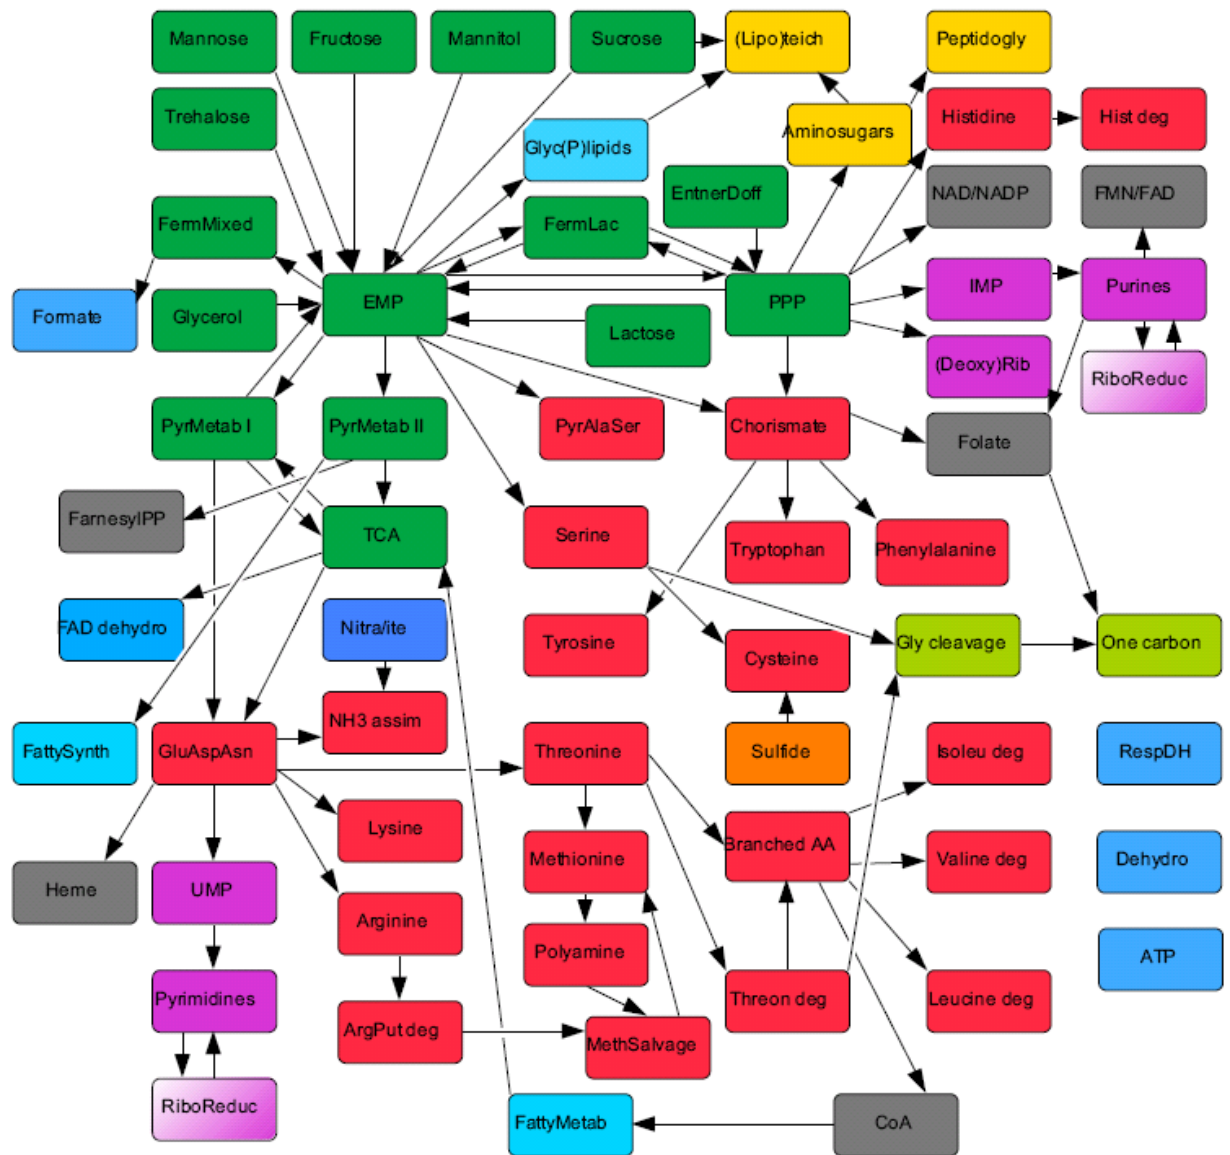 Mannose
Fructose
Mannitol
Sucrose
(Lipo)teich
Peptidogly
Trehalose
Glyc(P)lipids
Aminosugars
Histidine
Hist deg
FermMixed
FermLac
EntnerDoff
NAD/NADP
FMN/FAD
Formate
Glycerol
EMP
Lactose
PPP
IMP
Purines
(Deoxy)Rib
RiboReduc
PyrMetab I
PyrMetab II
PyrAlaSer
Chorismate
Folate
FarnesylPP
TCA
Serine
Tryptophan
Phenylalanine
FAD dehydro
Nitra/ite
Tyrosine
Cysteine
Gly cleavage
One carbon
FattySynth
GluAspAsn
NH3 assim
Threonine
Sulfide
Isoleu deg
RespDH
Lysine
Heme
UMP
Methionine
Branched AA
Valine deg
Dehydro
Arginine
Polyamine
ATP
Pyrimidines
ArgPut deg
MethSalvage
Threon deg
Leucine deg
RiboReduc
FattyMetab
CoA